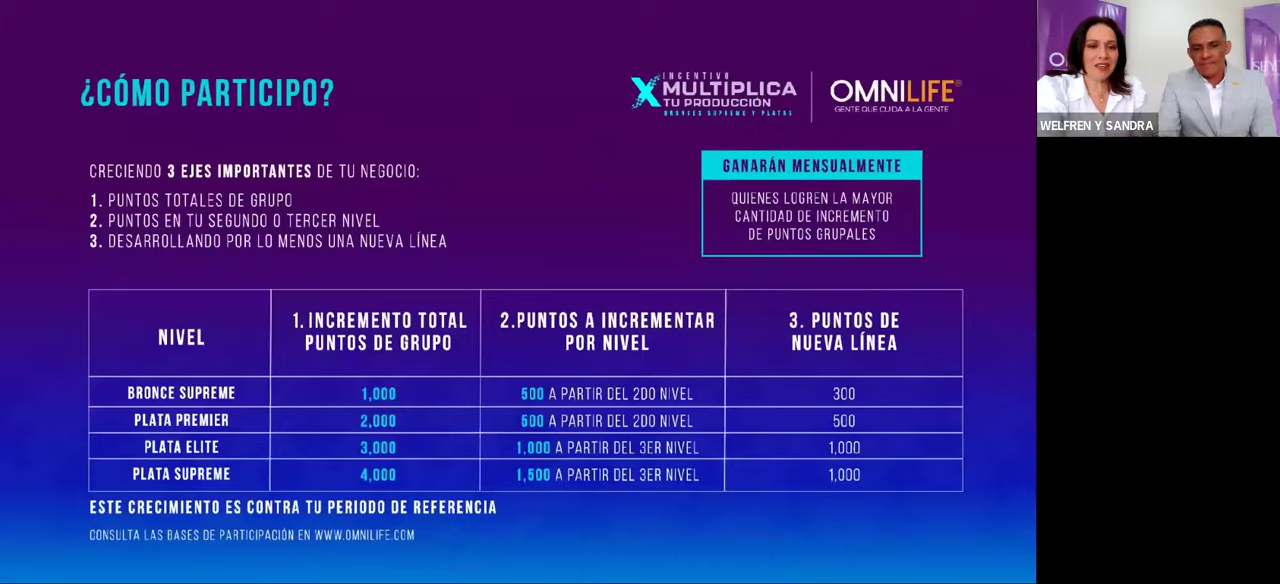 ¿CÓMO PARTICIPO?
INCENTIVO
MULTIPLICA
TU PRODUCCIÓN
BRONCES SUPREME Y PLATAS
OMNILIFE®
GENTE QUE CUIDA A LA GENTE
WELFREN Y SANDRA
CRECIENDO 3 EJES IMPORTANTES DE TU NEGOCIO:
1. PUNTOS TOTALES DE GRUPO
2. PUNTOS EN TU SEGUNDO O TERCER NIVEL
3. DESARROLLANDO POR LO MENOS UNA NUEVA LÍNEA
GANARÁN MENSUALMENTE
QUIENES LOGREN LA MAYOR
CANTIDAD DE INCREMENTO
DE PUNTOS GRUPALES
NIVEL
1. INCREMENTO TOTAL
PUNTOS DE GRUPO
2.PUNTOS A INCREMENTAR
POR NIVEL
3. PUNTOS DE
NUEVA LÍNEA
BRONCE SUPREME 1,000 500 A PARTIR DEL 2DO NIVEL 300
PLATA PREMIER 2,000 500 A PARTIR DEL 2DO NIVEL 500
PLATA ELITE 3,000 1,000 A PARTIR DEL 3ER NIVEL 1,000
PLATA SUPREME 4,000 1,500 A PARTIR DEL 3ER NIVEL 1,000
ESTE CRECIMIENTO ES CONTRA TU PERIODO DE REFERENCIA
CONSULTA LAS BASES DE PARTICIPACIÓN EN WWW.OMNILIFE.COM